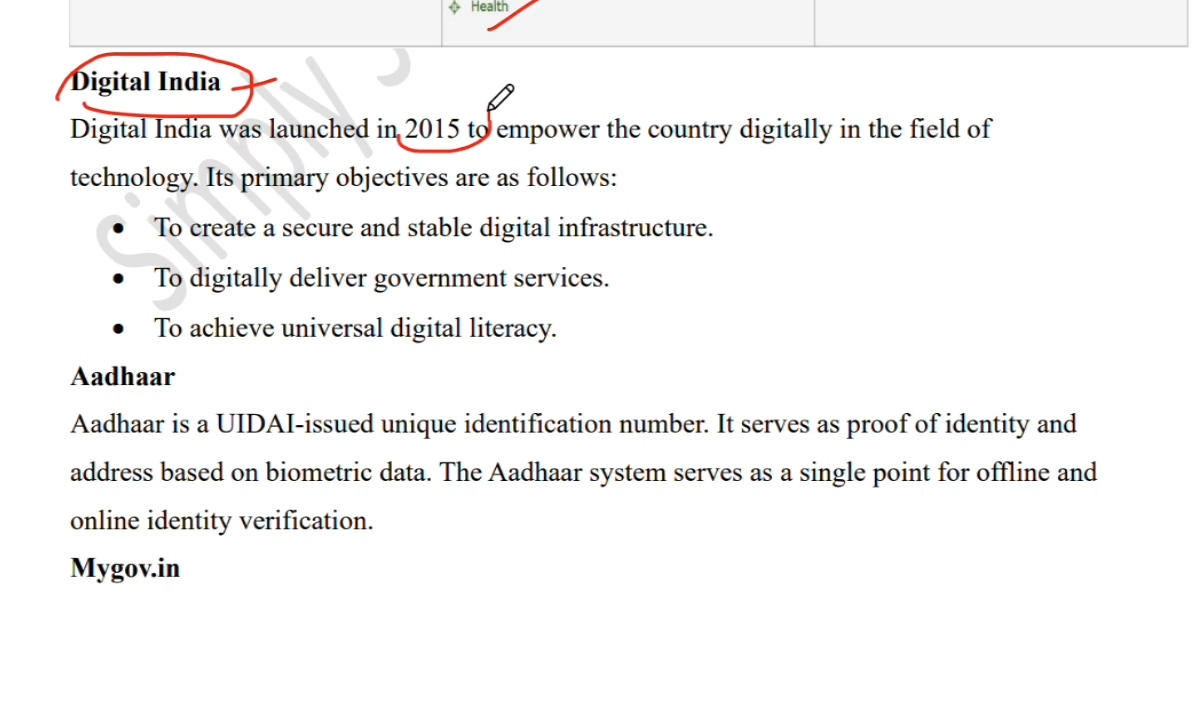 Health
Digital India
Digital India was launched in 2015 to empower the country digitally in the field of
technology. Its primary objectives are as follows:
• To create a secure and stable digital infrastructure.
• To digitally deliver government services.
• To achieve universal digital literacy.
Aadhaar
Aadhaar is a UIDAI-issued unique identification number. It serves as proof of identity and
address based on biometric data. The Aadhaar system serves as a single point for offline and
online identity verification.
Mygov.in
Simply